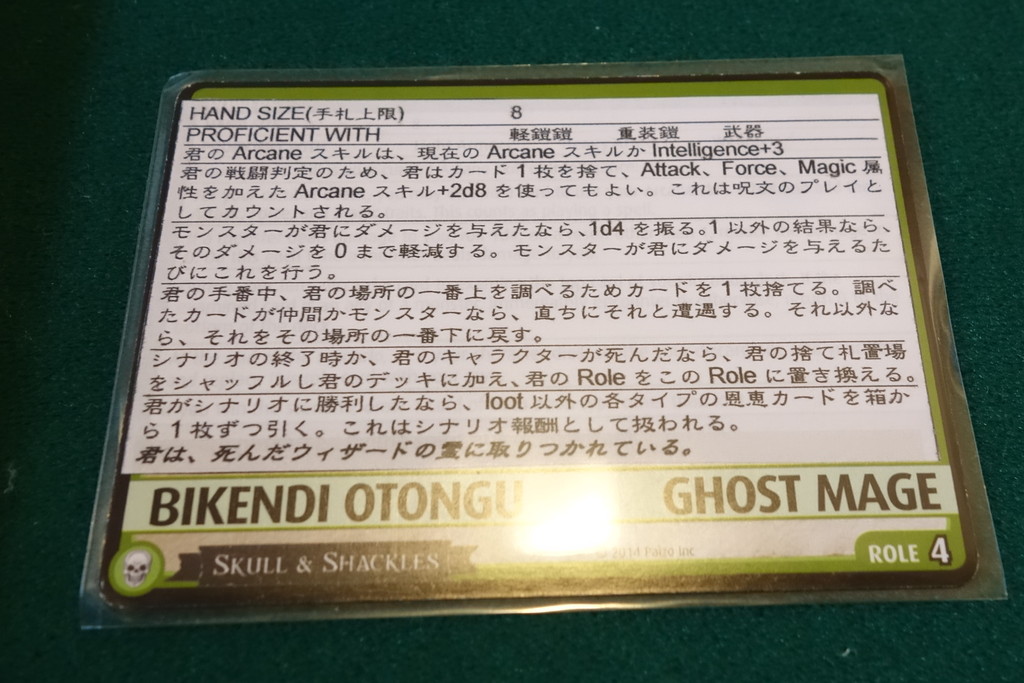 HAND SIZE(手札上限) 8
PROFICIENT WITH 軽鎧鎧 重装鎧 武器
君の Arcane スキルは、現在の Arcane スキルか Intelligence+3
君の戦闘判定のため、君はカード 1 枚を捨て、Attack、Force、Magic 属
性を加えた Arcane スキル+2d8 を使ってもよい。これは呪文のプレイと
してカウントされる。
モンスターが君にダメージを与えたなら、1d4 を振る。1 以外の結果なら、
そのダメージを 0 まで軽減する。モンスターが君にダメージを与えるた
びにこれを行う。
君の手番中、君の場所の一番上を調べるためカードを 1 枚捨てる。調べ
たカードが仲間かモンスターなら、直ちにそれと遭遇する。それ以外な
ら、それをその場所の一番下に戻す。
シナリオの終了時か、君のキャラクターが死んだなら、君の捨て札置場
をシャッフルし君のデッキに加え、君の Role をこの Role に置き換える。
君がシナリオに勝利したなら、loot 以外の各タイプの恩恵カードを箱か
ら 1 枚ずつ引く。これはシナリオ報酬として扱われる。
君は、死んだウィザードの霊に取りつかれている。
BIKENDI OTONGU GHOST MAGE
SKULL & SHACKLES
2014 Paizo Inc
ROLE 4